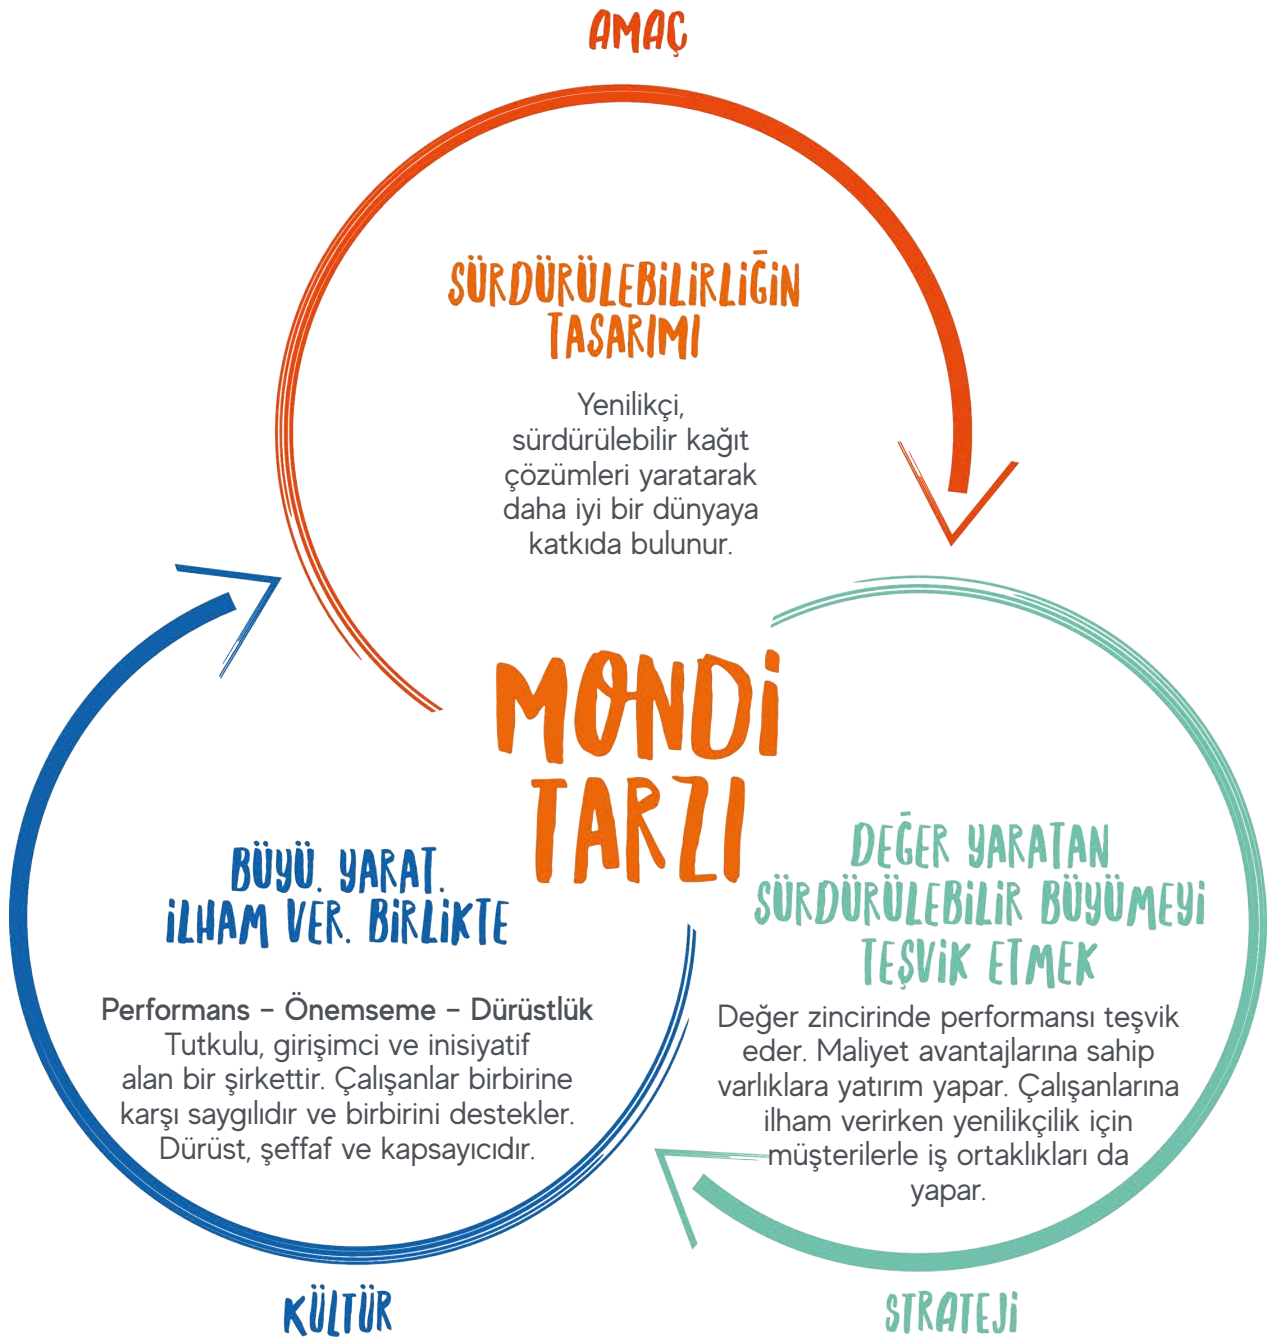 AMAÇ
SÜRDÜRÜLEBİLİRLİĞİN
TASARIMI
Yenilikçi,
sürdürülebilir kağıt
çözümleri yaratarak
daha iyi bir dünyaya
katkıda bulunur.
MONDİ
TARZI
BÜYÜ. YARAT.
İLHAM VER. BİRLİKTE
Performans – Önemseme – Dürüstlük
Tutkulu, girişimci ve inisiyatif
alan bir şirkettir. Çalışanlar birbirine
karşı saygılıdır ve birbirini destekler.
Dürüst, şeffaf ve kapsayıcıdır.
KÜLTÜR
DEĞER YARATAN
SÜRDÜRÜLEBİLİR BÜYÜMEYİ
TEŞVİK ETMEK
Değer zincirinde performansı teşvik
eder. Maliyet avantajlarına sahip
varlıklara yatırım yapar. Çalışanlarına
ilham verirken yenilikçilik için
müşterilerle iş ortaklıkları da
yapar.
STRATEJİ